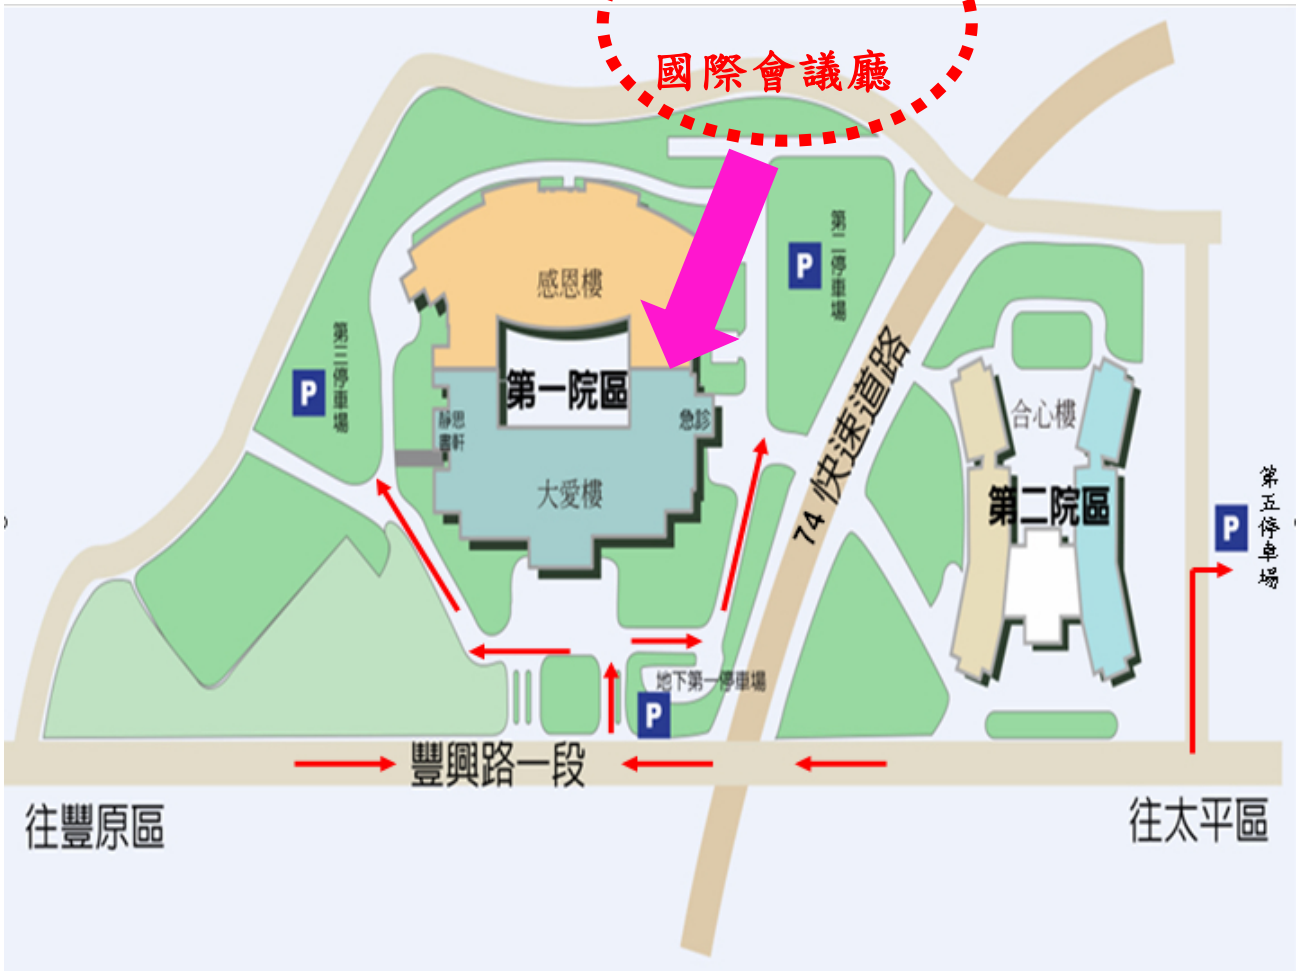 國際會議廳
第二停車場
P
感恩樓
第三停車場
P
第一院區
靜思
書軒
急診
大愛樓
74 快速道路
合心樓
第二院區
第五停車場
P
地下第一停車場
P
豐興路一段
往豐原區
往太平區